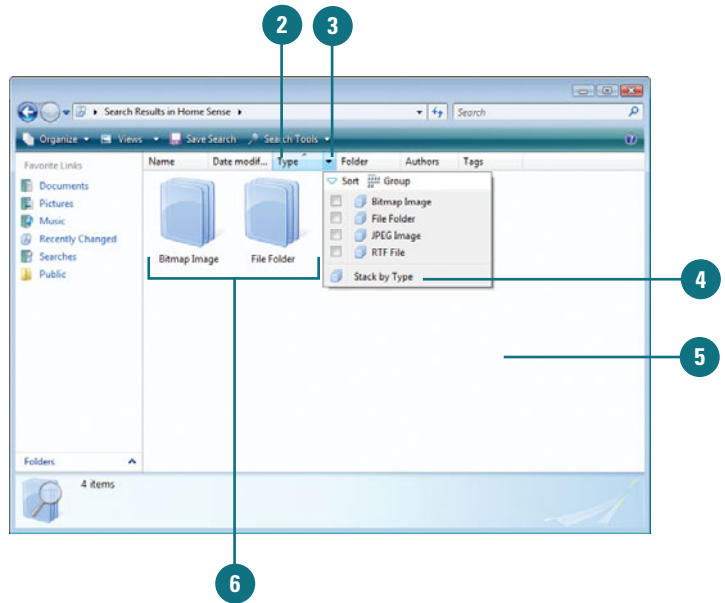 2 3
Search Results in Home Sense
Search
Organize Views Save Search Search Tools
Favorite Links
Documents
Pictures
Music
Recently Changed
Searches
Public
Name Date modif... Type Folder Authors Tags
Sort Group
Bitmap Image
File Folder
JPEG Image
RTF File
Stack by Type
Bitmap Image File Folder
4
5
Folders
4 items
6